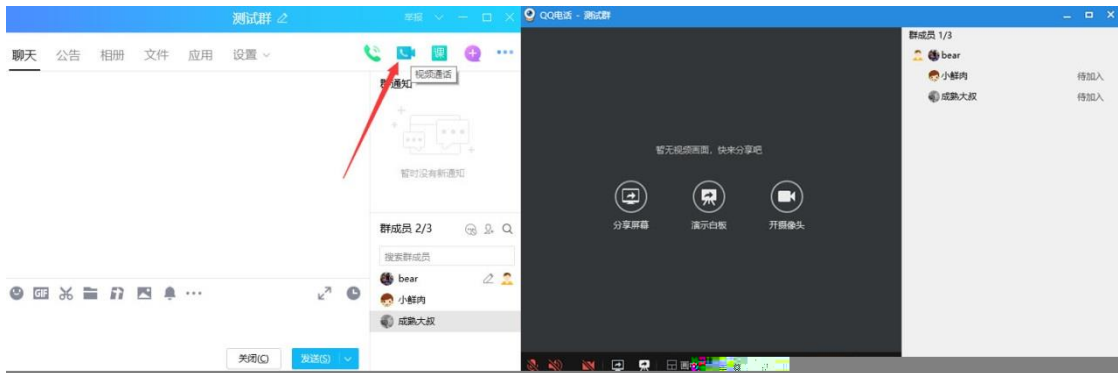 测试群
举报
聊天 公告 相册 文件 应用 设置
课
视频通话
群通知
暂时没有新通知
群成员 2/3
搜索群成员
bear
小鲜肉
成熟大叔
GIF
关闭(C) 发送(S)
QQ电话 - 测试群
暂无视频画面，快来分享吧
分享屏幕 演示白板 开摄像头
群成员 1/3
bear
小鲜肉 待加入
成熟大叔 待加入